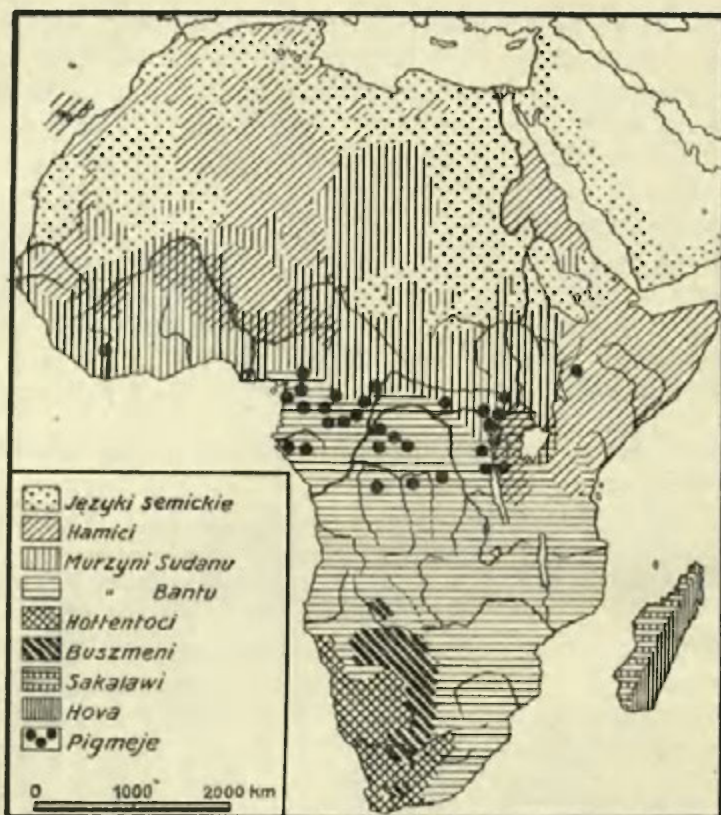 Języki semickie
Hamici
Murzyni Sudanu
" Bantu
Hottentoci
Buszmeni
Sakalawi
Hova
Pigmeje
0 1000 2000 km